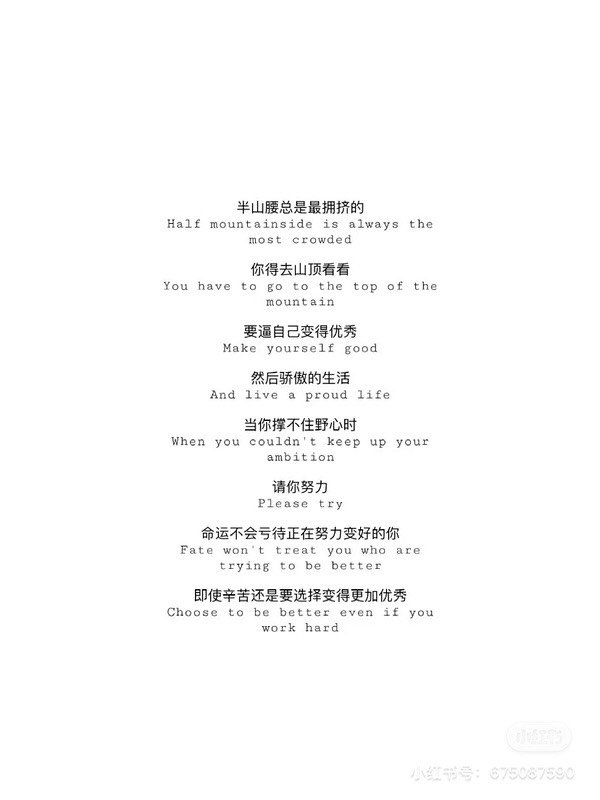 半山腰总是最拥挤的
Half mountainside is always the
most crowded
你得去山顶看看
You have to go to the top of the
mountain
要逼自己变得优秀
Make yourself good
然后骄傲的生活
And live a proud life
当你撑不住野心时
When you couldn't keep up your
ambition
请你努力
Please try
命运不会亏待正在努力变好的你
Fate won't treat you who are
trying to be better
即使辛苦还是要选择变得更加优秀
Choose to be better even if you
work hard
小红书
小红书号：675087590